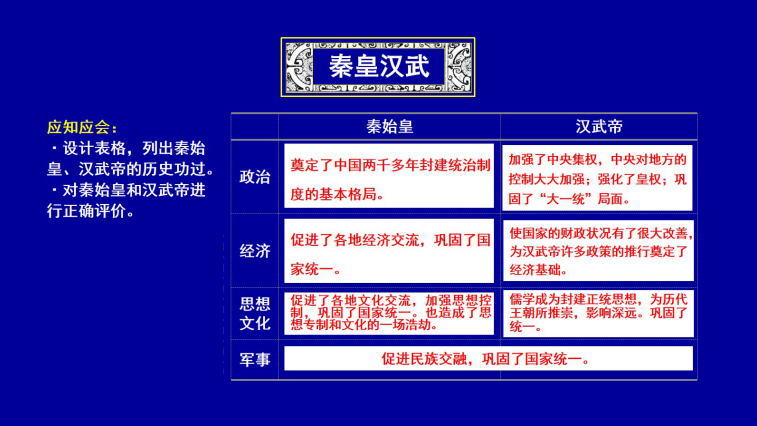 秦皇汉武
应知应会：
·设计表格，列出秦始
皇、汉武帝的历史功过。
·对秦始皇和汉武帝进
行正确评价。
秦始皇
汉武帝
政治
奠定了中国两千多年封建统治制
度的基本格局。
加强了中央集权，中央对地方的
控制大大加强；强化了皇权；巩
固了“大一统”局面。
经济
促进了各地经济交流，巩固了国
家统一。
使国家的财政状况有了很大改善，
为汉武帝许多政策的推行奠定了
经济基础。
思想
文化
促进了各地文化交流，加强思想控
制，巩固了国家统一。也造成了思
想专制和文化的一场浩劫。
儒学成为封建正统思想，为历代
王朝所推崇，影响深远。巩固了
统一。
军事
促进民族交融，巩固了国家统一。